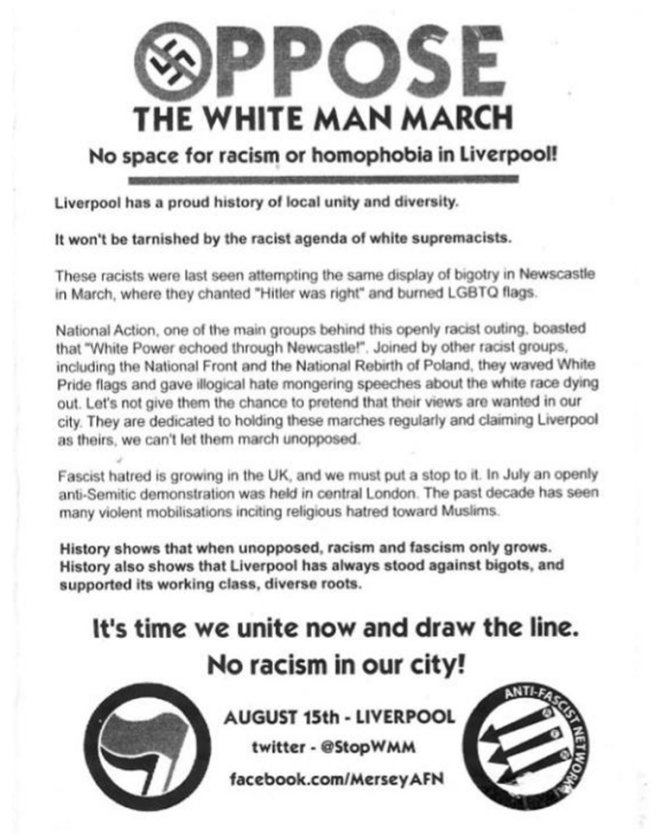 OPPOSE
THE WHITE MAN MARCH
No space for racism or homophobia in Liverpool!
Liverpool has a proud history of local unity and diversity.
It won't be tarnished by the racist agenda of white supremacists.
These racists were last seen attempting the same display of bigotry in Newscastle
in March, where they chanted "Hitler was right" and burned LGBTQ flags.
National Action, one of the main groups behind this openly racist outing, boasted
that "White Power echoed through Newcastle!". Joined by other racist groups,
including the National Front and the National Rebirth of Poland, they waved White
Pride flags and gave illogical hate mongering speeches about the white race dying
out. Let's not give them the chance to pretend that their views are wanted in our
city. They are dedicated to holding these marches regularly and claiming Liverpool
as theirs, we can't let them march unopposed.
Fascist hatred is growing in the UK, and we must put a stop to it. In July an openly
anti-Semitic demonstration was held in central London. The past decade has seen
many violent mobilisations inciting religious hatred toward Muslims.
History shows that when unopposed, racism and fascism only grows.
History also shows that Liverpool has always stood against bigots, and
supported its working class, diverse roots.
It's time we unite now and draw the line.
No racism in our city!
AUGUST 15th - LIVERPOOL
twitter - @StopWMM
facebook.com/MerseyAFN
ANTI-FASCIST NETWORK
A
F
N